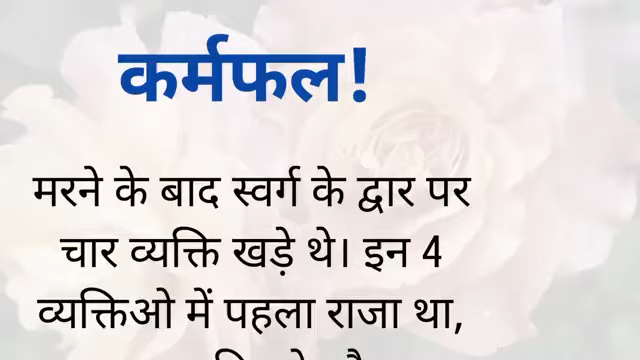 कर्मफल!
मरने के बाद स्वर्ग के द्वार पर
चार व्यक्ति खड़े थे। इन 4
व्यक्तिओ में पहला राजा था,